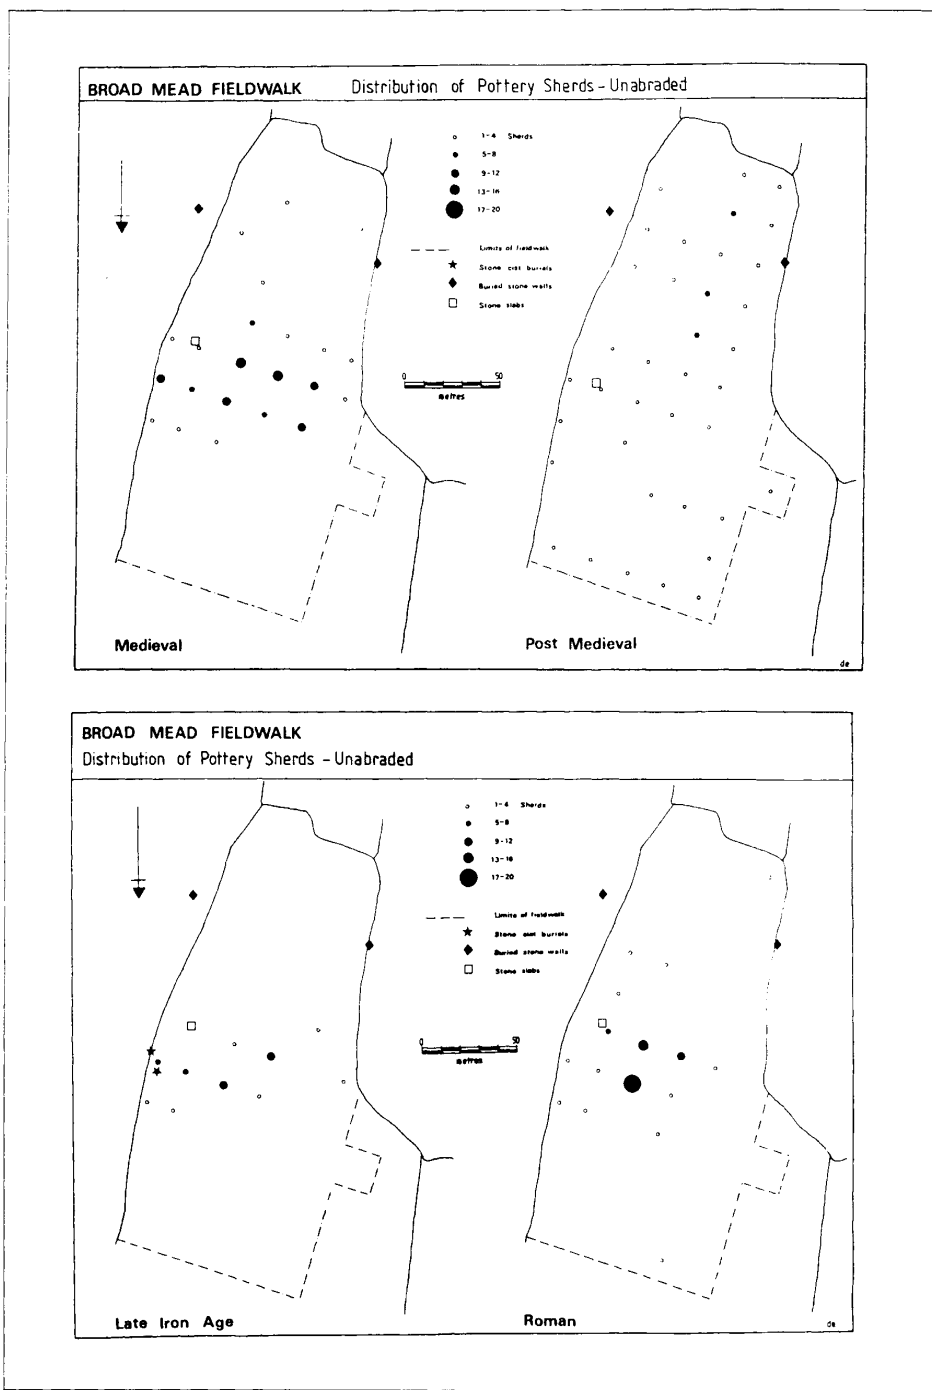 BROAD MEAD FIELDWALK Distribution of Pottery Sherds - Unabraded
1-4 Sherds
5-8
9-12
13-16
17-20
Limits of fieldwalk
Stone cist burials
Buried stone walls
Stone slabs
0 50
metres
Medieval
Post Medieval
de
BROAD MEAD FIELDWALK
Distribution of Pottery Sherds - Unabraded
1-4 Sherds
5-8
9-12
13-16
17-20
Limits of fieldwalk
Stone cist burials
Buried stone walls
Stone slabs
0 50
metres
Late Iron Age
Roman
de